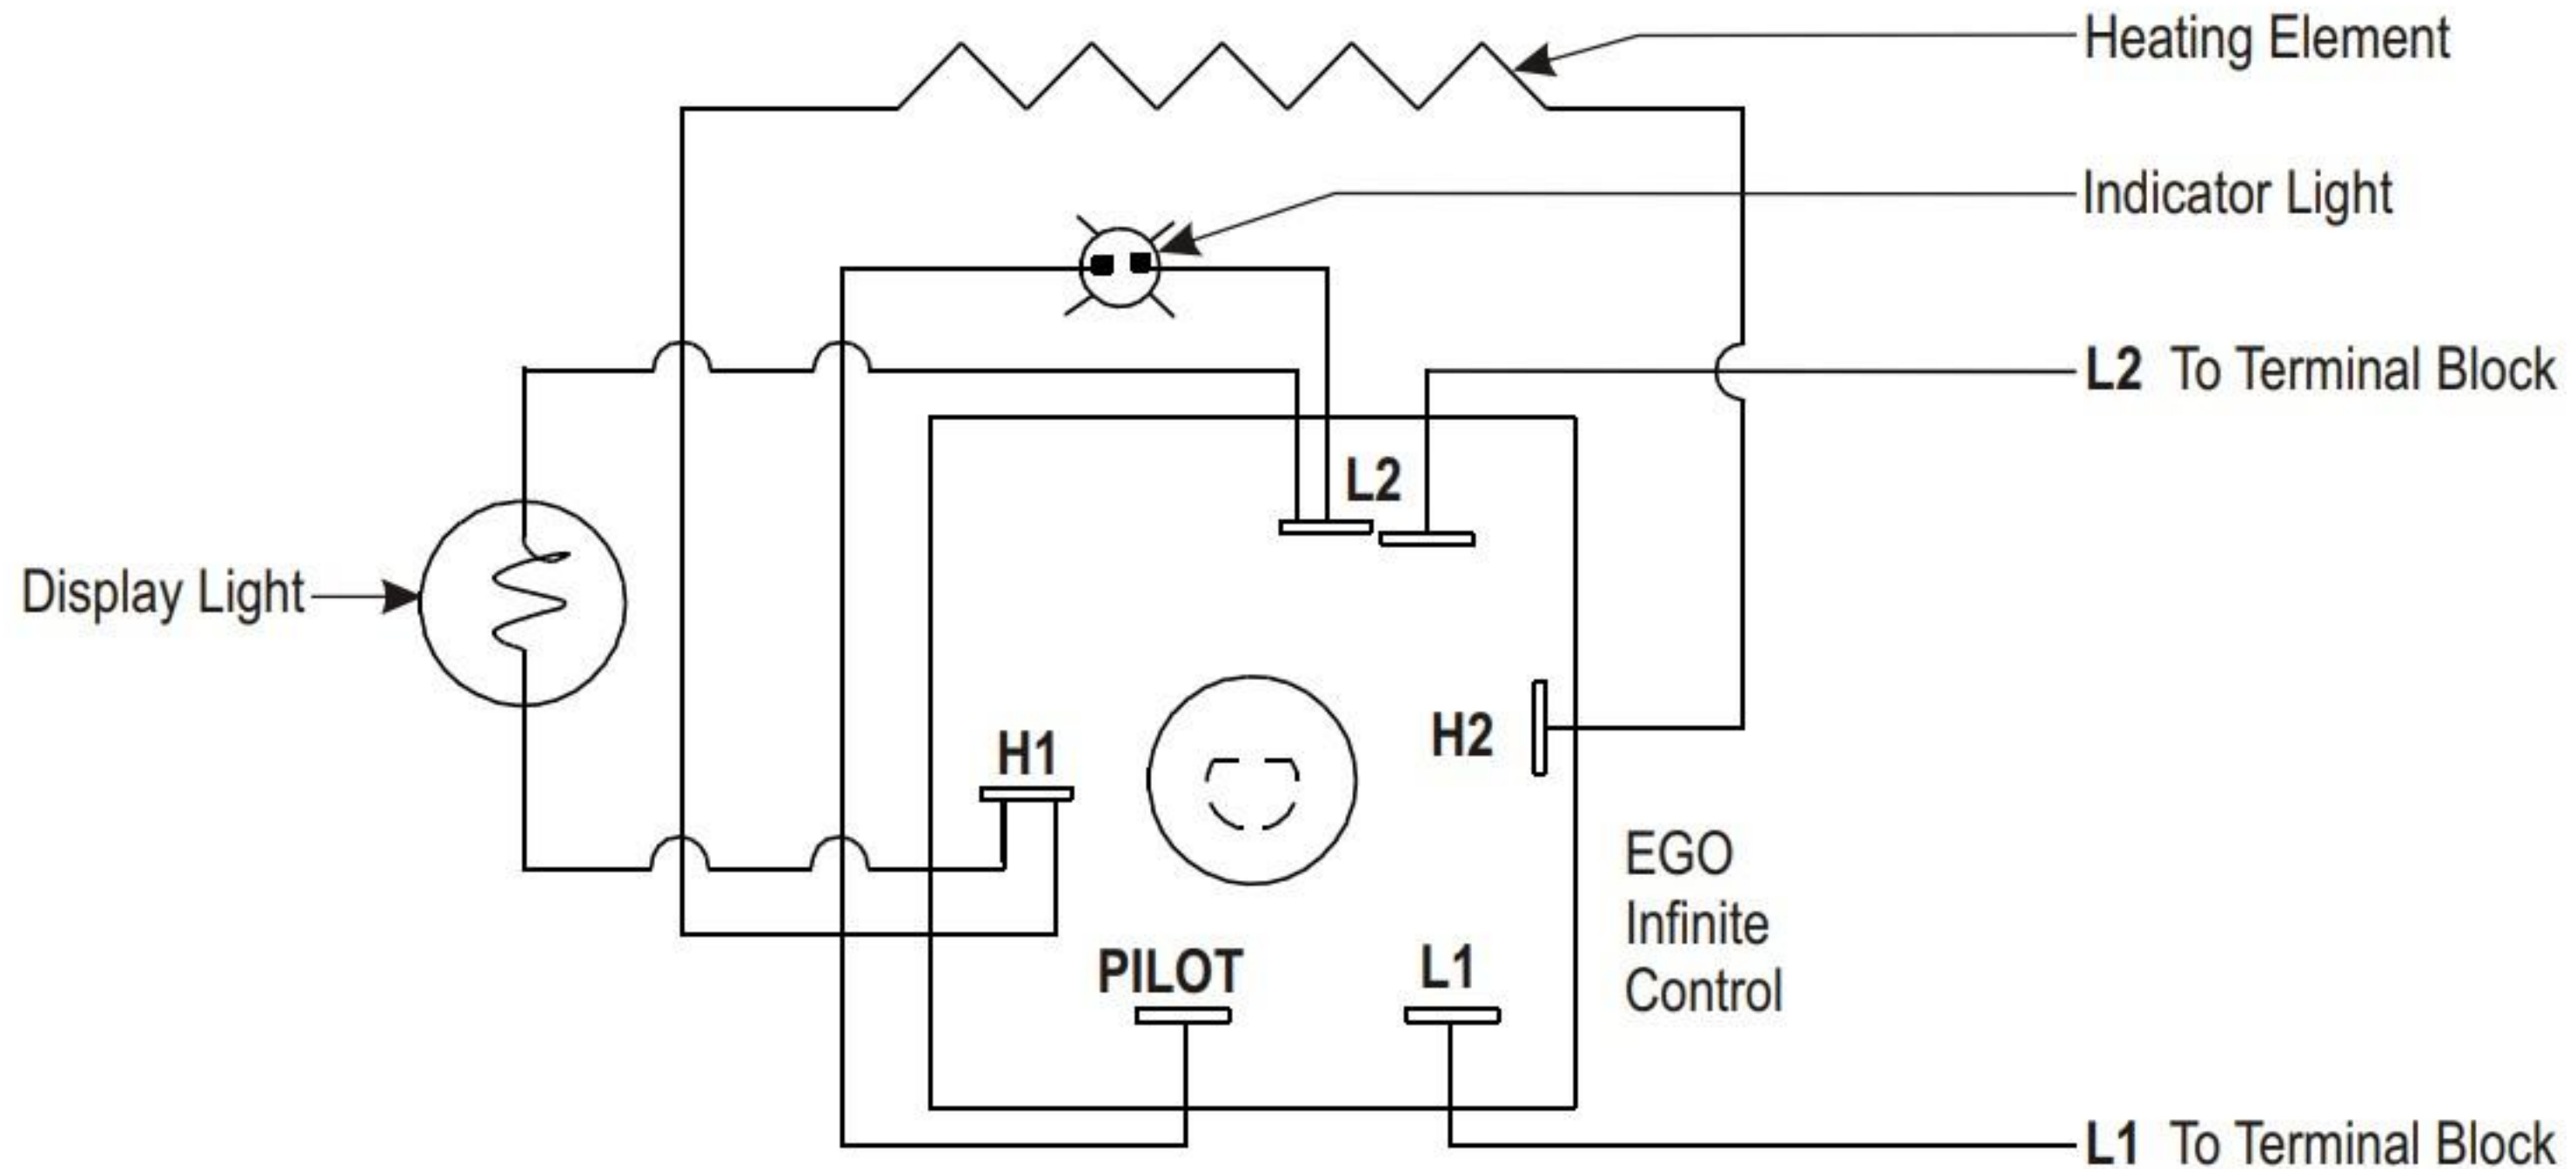 Heating Element
Indicator Light
L2 To Terminal Block
L2
Display Light
H1
H2
EGO
Infinite
Control
PILOT
L1
L1 To Terminal Block